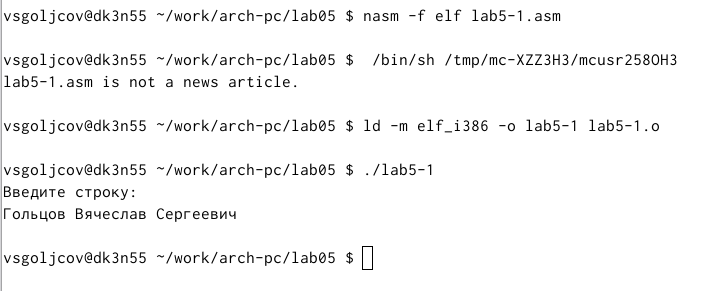 vsgoljcov@dk3n55 ~/work/arch-pc/lab05 $ nasm -f elf lab5-1.asm
vsgoljcov@dk3n55 ~/work/arch-pc/lab05 $  /bin/sh /tmp/mc-XZZ3H3/mcusr258OH3
lab5-1.asm is not a news article.
vsgoljcov@dk3n55 ~/work/arch-pc/lab05 $ ld -m elf_i386 -o lab5-1 lab5-1.o
vsgoljcov@dk3n55 ~/work/arch-pc/lab05 $ ./lab5-1
Введите строку:
Гольцов Вячеслав Сергеевич
vsgoljcov@dk3n55 ~/work/arch-pc/lab05 $